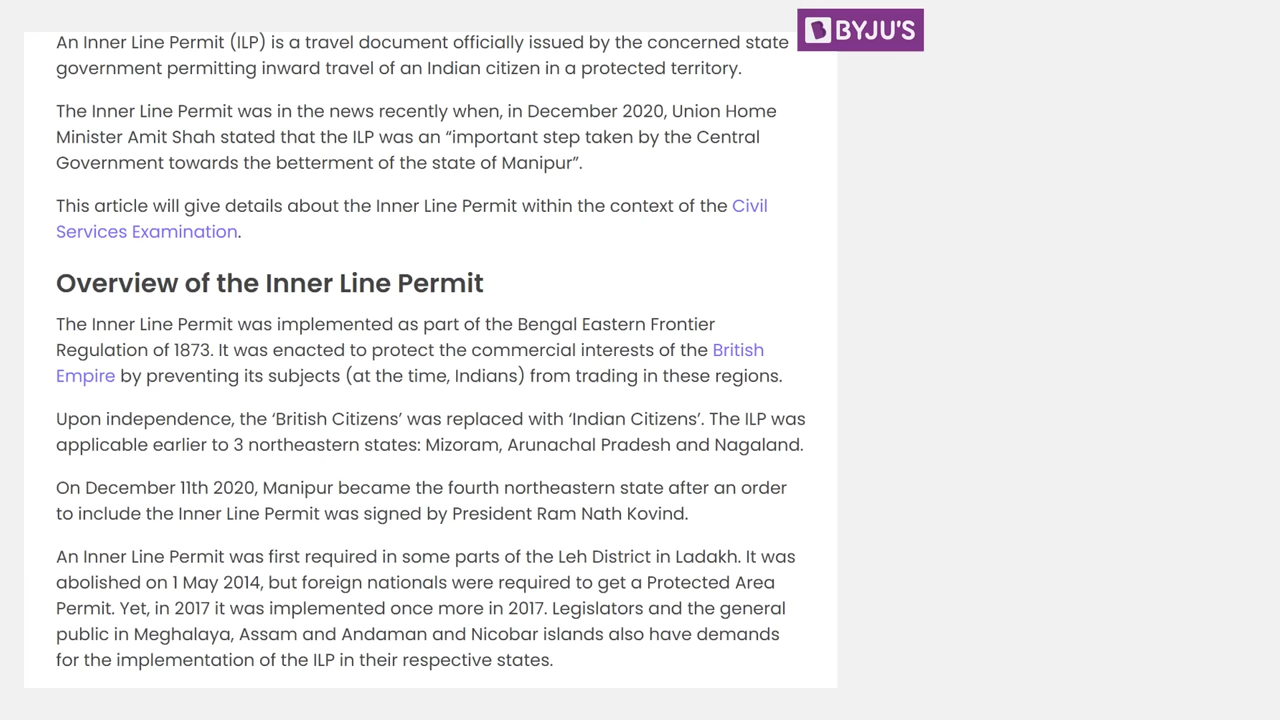 An Inner Line Permit (ILP) is a travel document officially issued by the concerned state
government permitting inward travel of an Indian citizen in a protected territory.
BYJU'S
The Inner Line Permit was in the news recently when, in December 2020, Union Home
Minister Amit Shah stated that the ILP was an “important step taken by the Central
Government towards the betterment of the state of Manipur”.
This article will give details about the Inner Line Permit within the context of the Civil
Services Examination.
Overview of the Inner Line Permit
The Inner Line Permit was implemented as part of the Bengal Eastern Frontier
Regulation of 1873. It was enacted to protect the commercial interests of the British
Empire by preventing its subjects (at the time, Indians) from trading in these regions.
Upon independence, the ‘British Citizens’ was replaced with ‘Indian Citizens’. The ILP was
applicable earlier to 3 northeastern states: Mizoram, Arunachal Pradesh and Nagaland.
On December 11th 2020, Manipur became the fourth northeastern state after an order
to include the Inner Line Permit was signed by President Ram Nath Kovind.
An Inner Line Permit was first required in some parts of the Leh District in Ladakh. It was
abolished on 1 May 2014, but foreign nationals were required to get a Protected Area
Permit. Yet, in 2017 it was implemented once more in 2017. Legislators and the general
public in Meghalaya, Assam and Andaman and Nicobar islands also have demands
for the implementation of the ILP in their respective states.